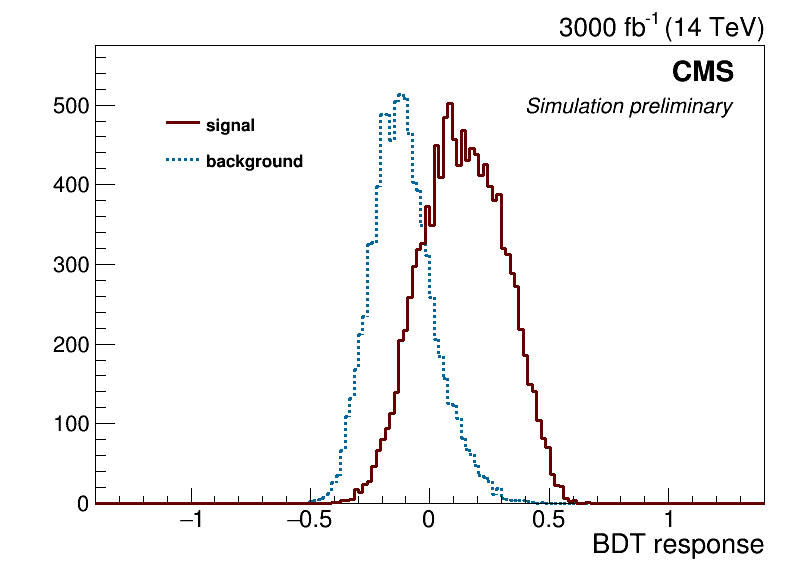 3000 fb⁻¹ (14 TeV)
CMS
Simulation preliminary
signal
background
500
400
300
200
100
0
−1 −0.5 0 0.5 1
BDT response